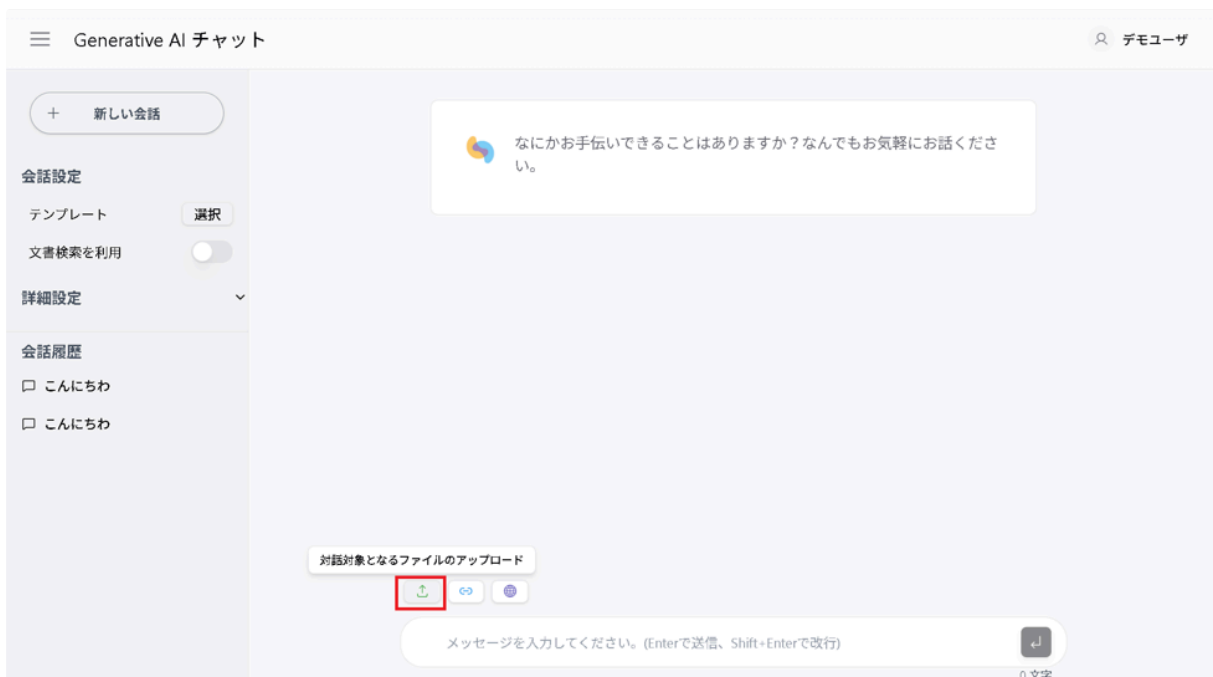 Generative AI チャット
デモユーザ
新しい会話
会話設定
テンプレート
選択
文書検索を利用
詳細設定
会話履歴
こんにちわ
こんにちわ
なにかお手伝いできることはありますか？なんでもお気軽にお話くださ
い。
対話対象となるファイルのアップロード
メッセージを入力してください。(Enterで送信、Shift+Enterで改行)
0 文字